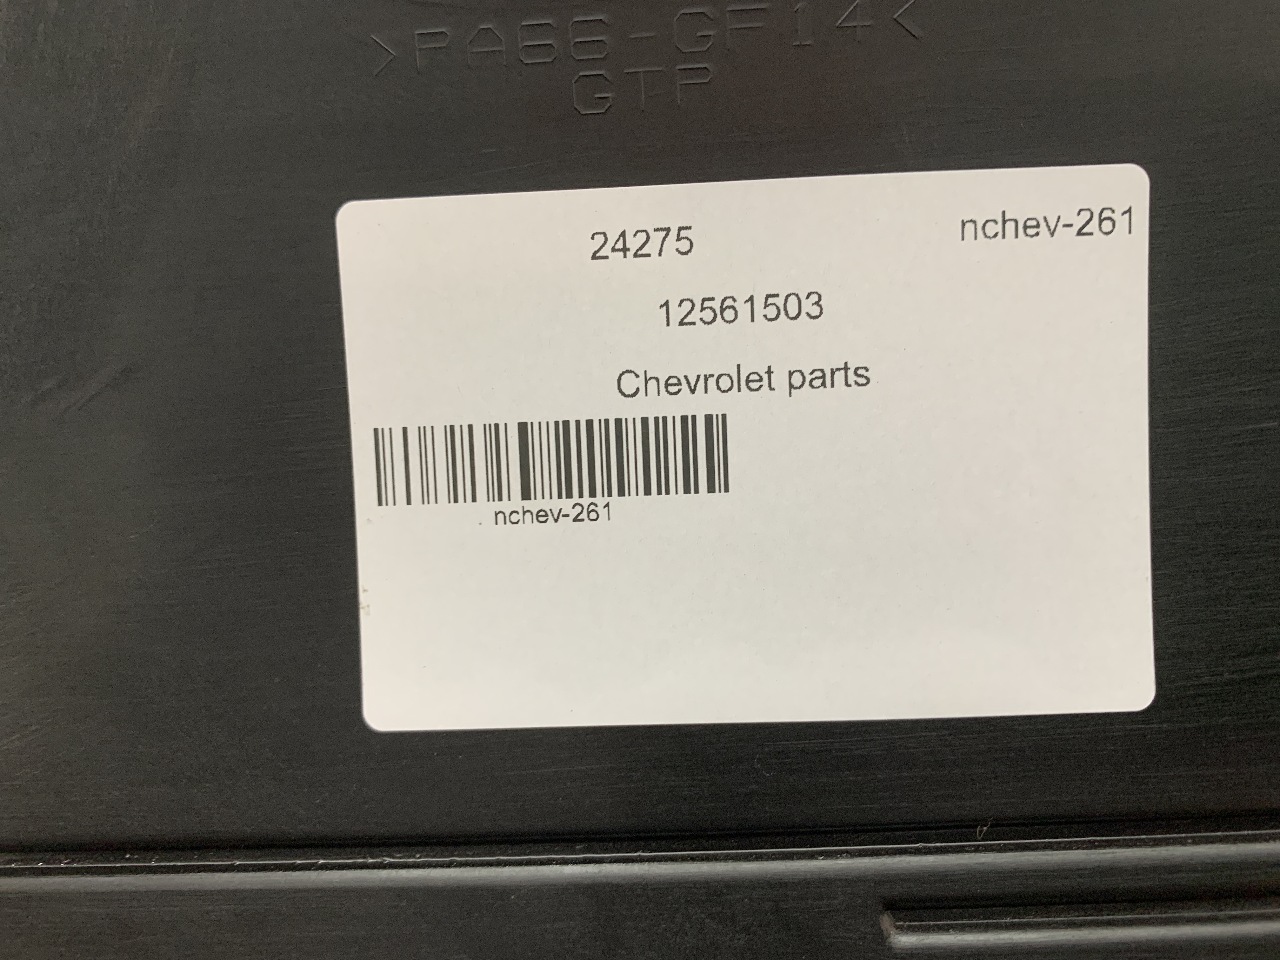 >PA66-GF14<
GTP
24275
nchev-261
12561503
Chevrolet parts
nchev-261